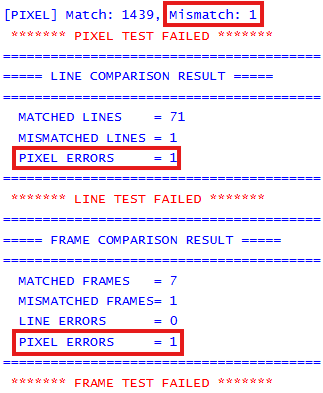 [PIXEL] Match: 1439, Mismatch: 1
******* PIXEL TEST FAILED *******
=====================================
===== LINE COMPARISON RESULT =====
=====================================
MATCHED LINES = 71
MISMATCHED LINES = 1
PIXEL ERRORS = 1
=====================================
******* LINE TEST FAILED *******
=====================================
===== FRAME COMPARISON RESULT =====
=====================================
MATCHED FRAMES = 7
MISMATCHED FRAMES= 1
LINE ERRORS = 0
PIXEL ERRORS = 1
=====================================
******* FRAME TEST FAILED *******